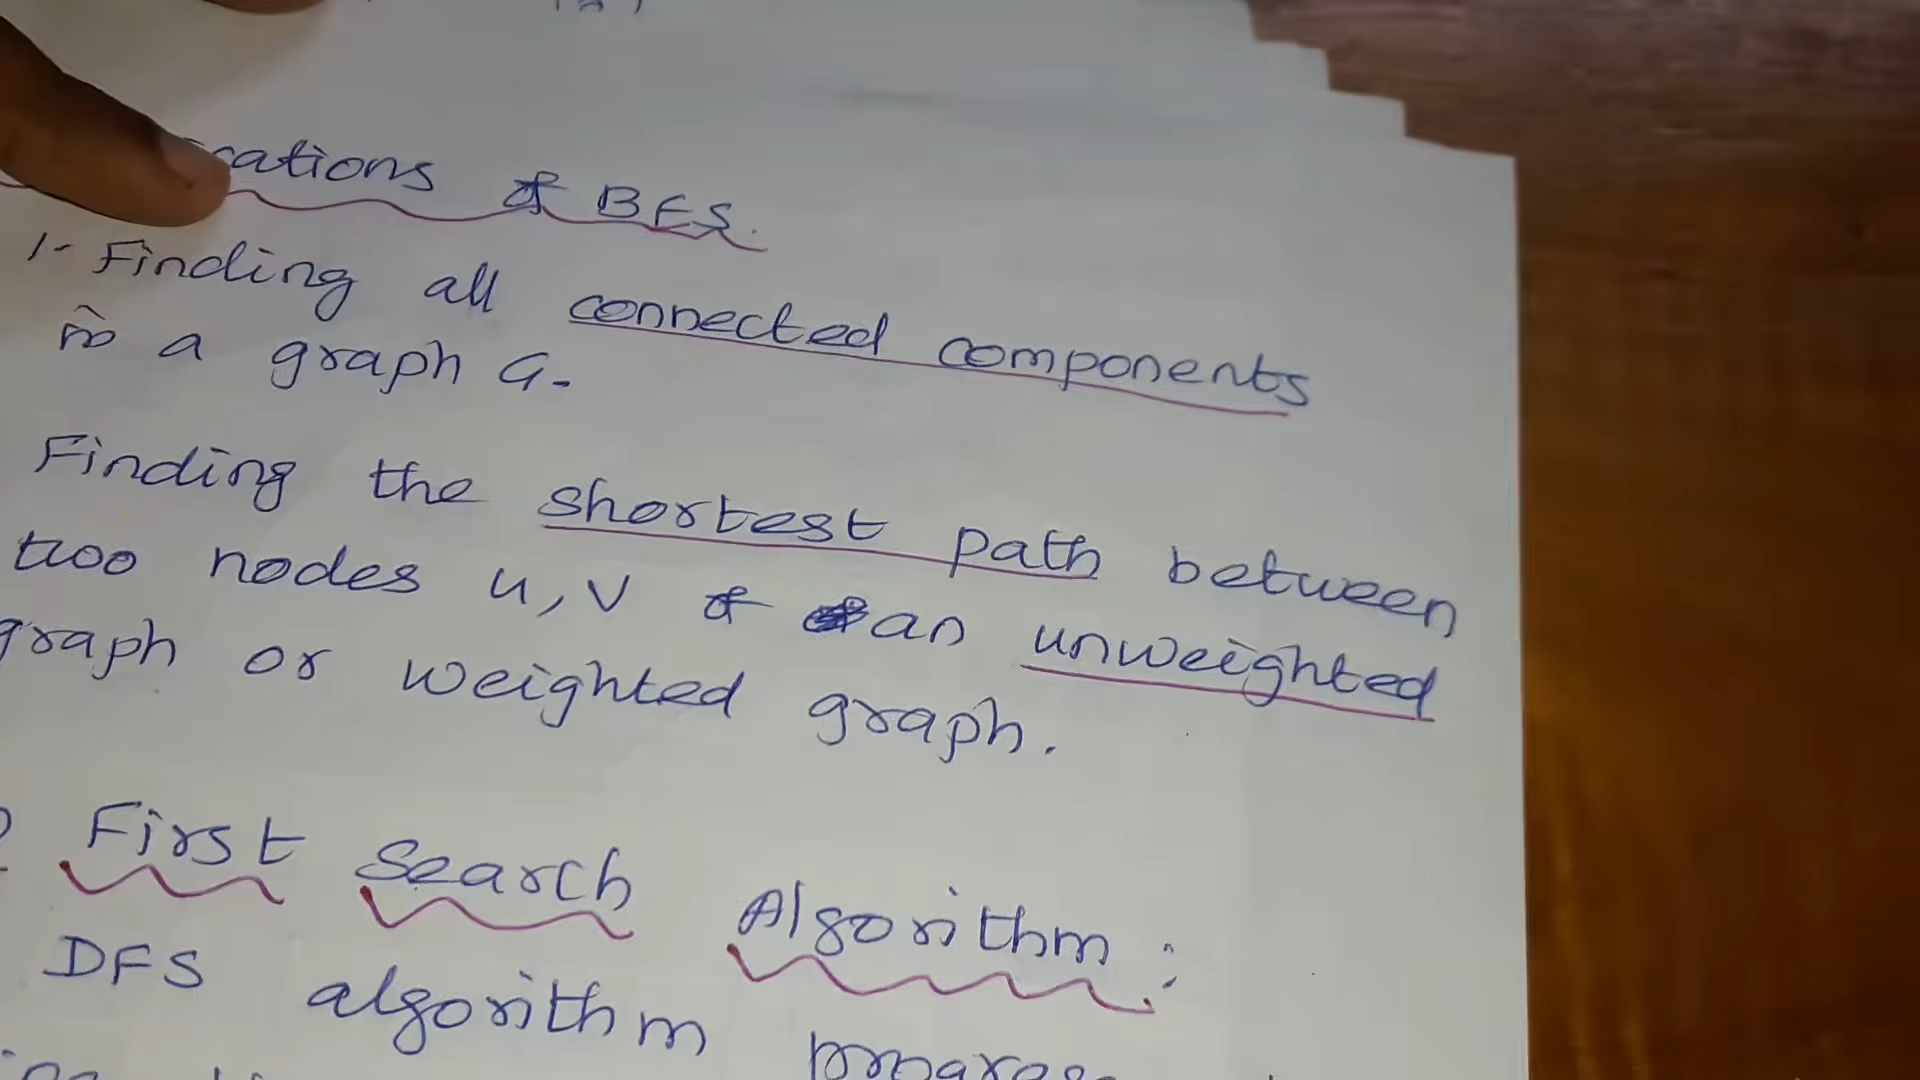 cations of BFS.
1- Finding all connected components
in a graph G.
Finding the shortest path between
two nodes u, v of an unweighted
graph or weighted graph.
First Search Algorithm :
DFS algorithm progres